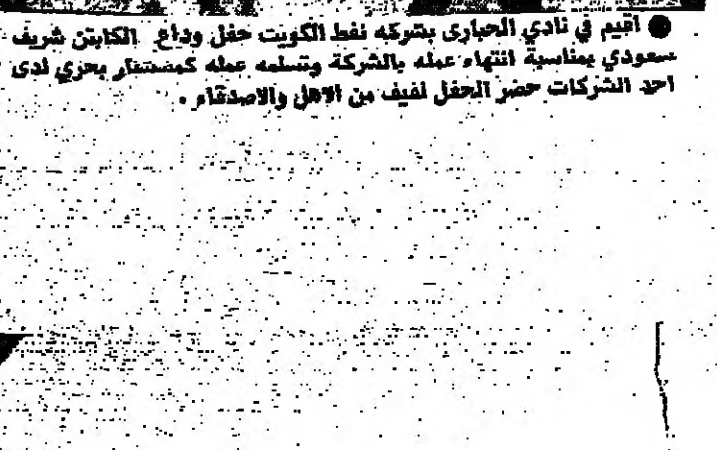 ● اقيم في نادي الحبارى بشركه نفط الكويت حفل وداع الكابتن شريف
سعودي بمناسبة انتهاء عمله بالشركة وتسلمه عمله كمستشار بحري لدى
احد الشركات حضر الحفل لفيف من الاهل والاصدقاء .